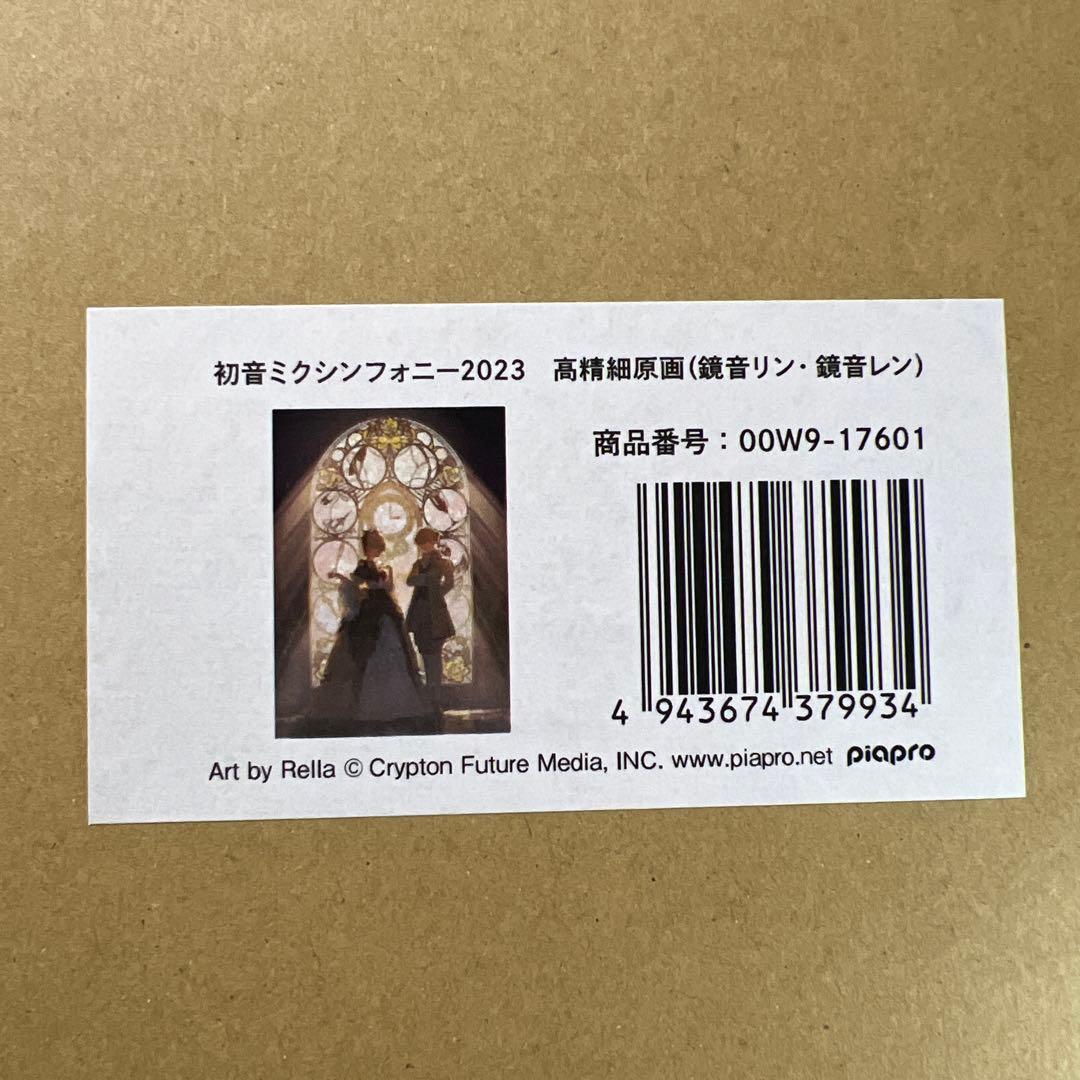 初音ミクシンフォニー2023　高精細原画(鏡音リン・鏡音レン)
商品番号：00W9-17601
4 943674 379934
Art by Rella © Crypton Future Media, INC. www.piapro.net piapro